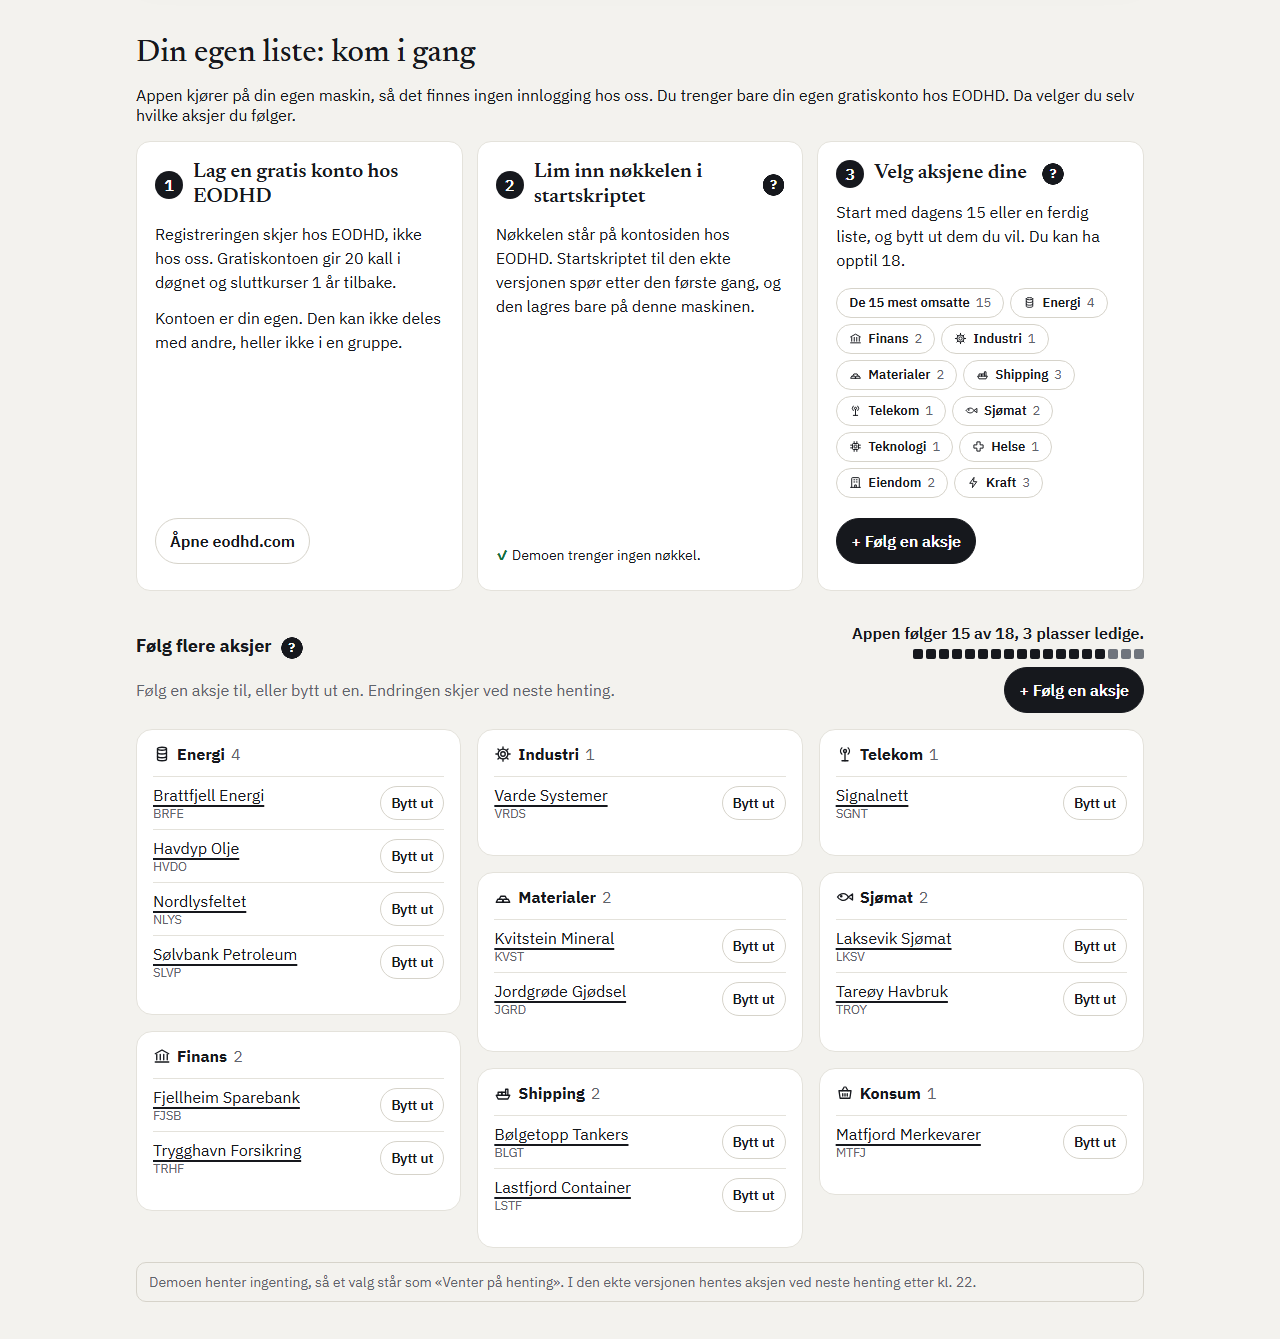 Din egen liste: kom i gang
Appen kjører på din egen maskin, så det finnes ingen innlogging hos oss. Du trenger bare din egen gratiskonto hos EODHD. Da velger du selv
hvilke aksjer du følger.
1 Lag en gratis konto hos
EODHD
Registreringen skjer hos EODHD, ikke
hos oss. Gratiskontoen gir 20 kall i
døgnet og sluttkurser 1 år tilbake.
Kontoen er din egen. Den kan ikke deles
med andre, heller ikke i en gruppe.
Åpne eodhd.com
2 Lim inn nøkkelen i
startskriptet ?
Nøkkelen står på kontosiden hos
EODHD. Startskriptet til den ekte
versjonen spør etter den første gang, og
den lagres bare på denne maskinen.
✓ Demoen trenger ingen nøkkel.
3 Velg aksjene dine ?
Start med dagens 15 eller en ferdig
liste, og bytt ut dem du vil. Du kan ha
opptil 18.
De 15 mest omsatte 15 Energi 4
Finans 2 Industri 1
Materialer 2 Shipping 3
Telekom 1 Sjømat 2
Teknologi 1 Helse 1
Eiendom 2 Kraft 3
+ Følg en aksje
Følg flere aksjer ?
Appen følger 15 av 18, 3 plasser ledige.
Følg en aksje til, eller bytt ut en. Endringen skjer ved neste henting.
+ Følg en aksje
Energi 4
Brattfjell Energi Bytt ut
BRFE
Havdyp Olje Bytt ut
HVDO
Nordlysfeltet Bytt ut
NLYS
Sølvbank Petroleum Bytt ut
SLVP
Finans 2
Fjellheim Sparebank Bytt ut
FJSB
Trygghavn Forsikring Bytt ut
TRHF
Industri 1
Varde Systemer Bytt ut
VRDS
Materialer 2
Kvitstein Mineral Bytt ut
KVST
Jordgrøde Gjødsel Bytt ut
JGRD
Shipping 2
Bølgetopp Tankers Bytt ut
BLGT
Lastfjord Container Bytt ut
LSTF
Telekom 1
Signalnett Bytt ut
SGNT
Sjømat 2
Laksevik Sjømat Bytt ut
LKSV
Tareøy Havbruk Bytt ut
TROY
Konsum 1
Matfjord Merkevarer Bytt ut
MTFJ
Demoen henter ingenting, så et valg står som «Venter på henting». I den ekte versjonen hentes aksjen ved neste henting etter kl. 22.